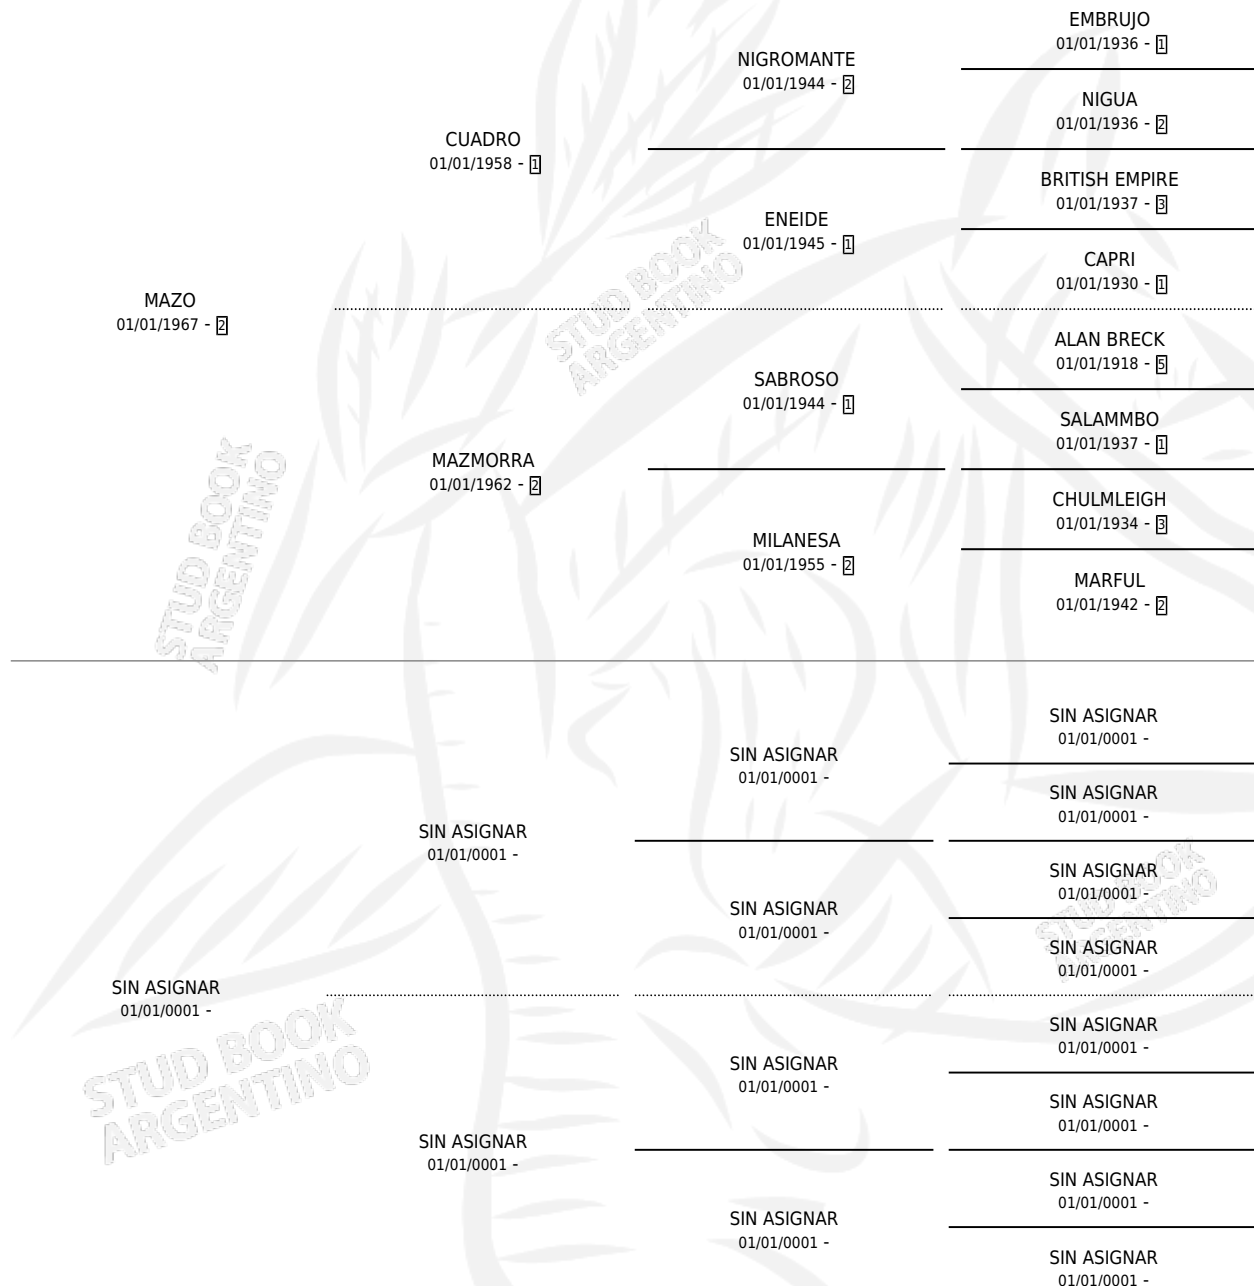 EMBRUJO
01/01/1936 - 1
NIGROMANTE
01/01/1944 - 2
NIGUA
01/01/1936 - 2
CUADRO
01/01/1958 - 1
BRITISH EMPIRE
01/01/1937 - 3
ENEIDE
01/01/1945 - 1
CAPRI
01/01/1930 - 1
MAZO
01/01/1967 - 2
ALAN BRECK
01/01/1918 - 5
SABROSO
01/01/1944 - 1
SALAMMBO
01/01/1937 - 1
MAZMORRA
01/01/1962 - 2
CHULMLEIGH
01/01/1934 - 3
MILANESA
01/01/1955 - 2
MARFUL
01/01/1942 - 2
STUD BOOK
ARGENTINO
STUD BOOK
ARGENTINO
SIN ASIGNAR
01/01/0001 -
SIN ASIGNAR
01/01/0001 -
SIN ASIGNAR
01/01/0001 -
SIN ASIGNAR
01/01/0001 -
SIN ASIGNAR
01/01/0001 -
SIN ASIGNAR
01/01/0001 -
SIN ASIGNAR
01/01/0001 -
SIN ASIGNAR
01/01/0001 -
SIN ASIGNAR
01/01/0001 -
SIN ASIGNAR
01/01/0001 -
SIN ASIGNAR
01/01/0001 -
SIN ASIGNAR
01/01/0001 -
SIN ASIGNAR
01/01/0001 -
SIN ASIGNAR
01/01/0001 -
SIN ASIGNAR
01/01/0001 -
STUD BOOK
ARGENTINO
STUD BOOK
ARGENTINO